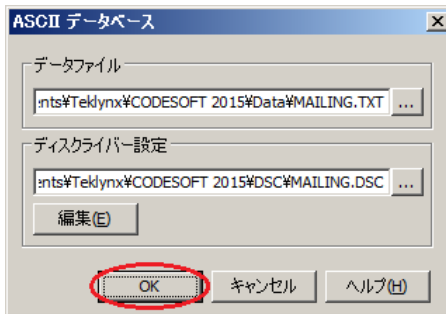 ASCII データベース
データファイル
ents¥Teklynx¥CODESOFT 2015¥Data¥MAILING.TXT ...
ディスクライバー設定
ents¥Teklynx¥CODESOFT 2015¥DSC¥MAILING.DSC ...
編集(E)
OK キャンセル ヘルプ(H)